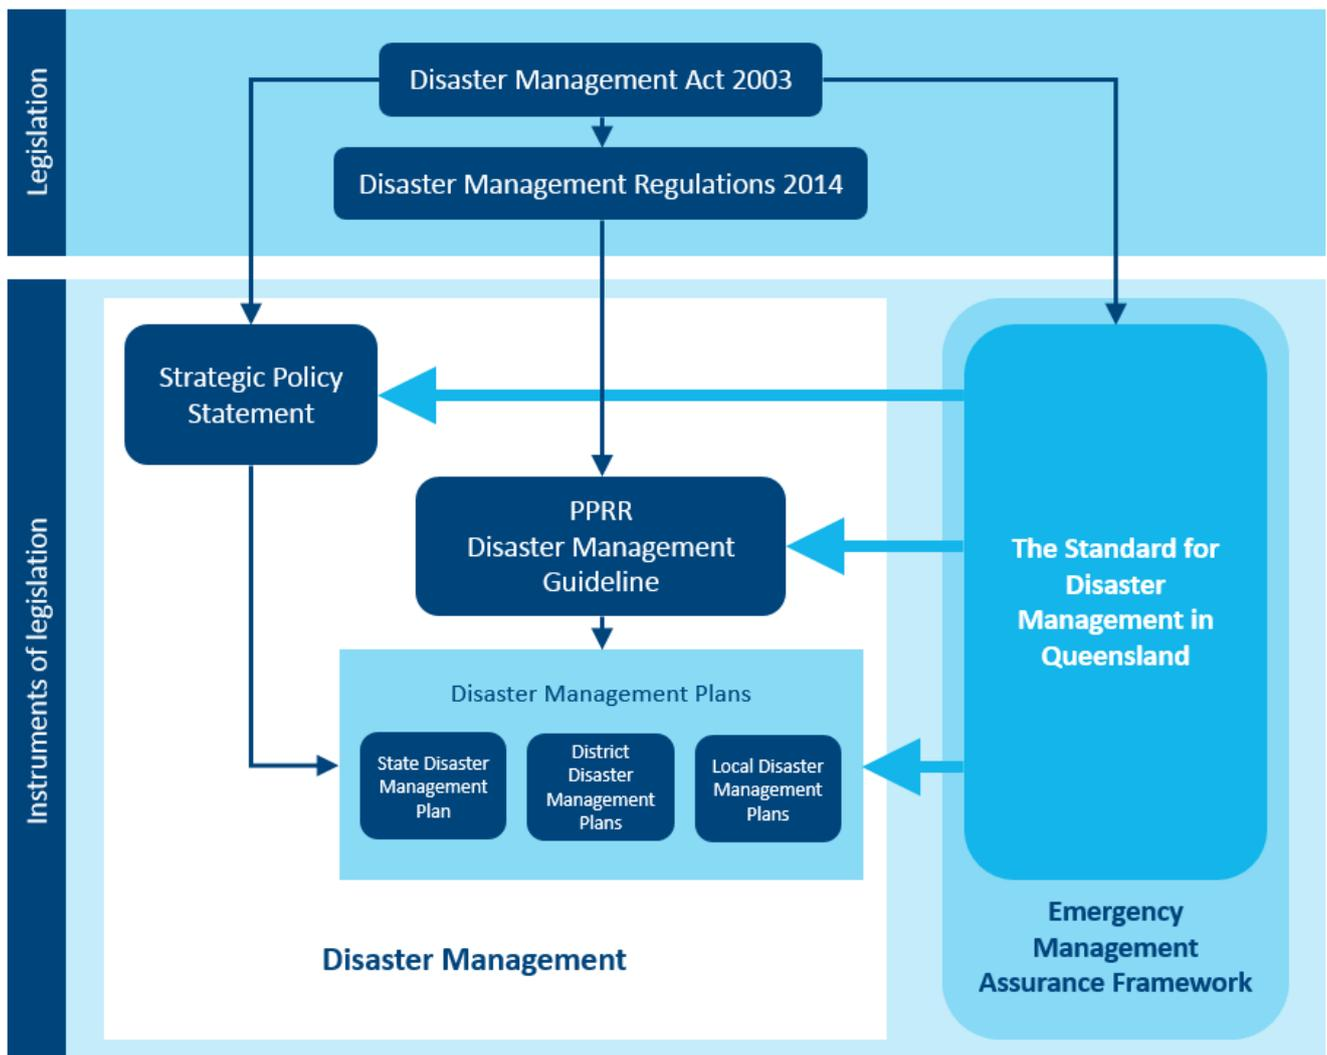 Legislation
Disaster Management Act 2003
Disaster Management Regulations 2014
Instruments of legislation
Strategic Policy
Statement
PPRR
Disaster Management
Guideline
Disaster Management Plans
State Disaster
Management
Plan
District
Disaster
Management
Plans
Local Disaster
Management
Plans
Disaster Management
The Standard for
Disaster
Management in
Queensland
Emergency
Management
Assurance Framework